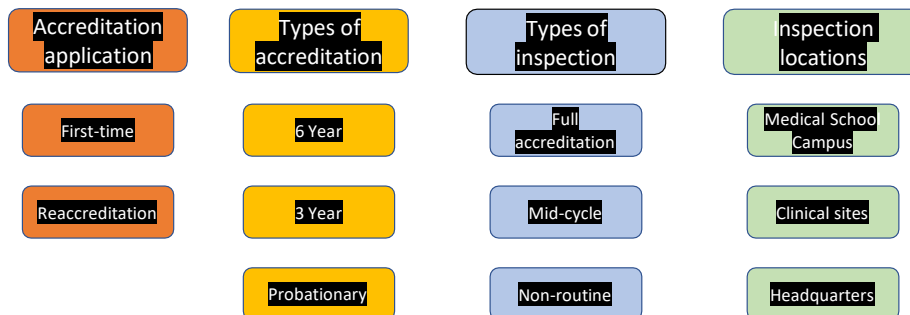 Accreditation
application
Types of
accreditation
Types of
inspection
Inspection
locations
First-time
6 Year
Full
accreditation
Medical School
Campus
Reaccreditation
3 Year
Mid-cycle
Clinical sites
Probationary
Non-routine
Headquarters